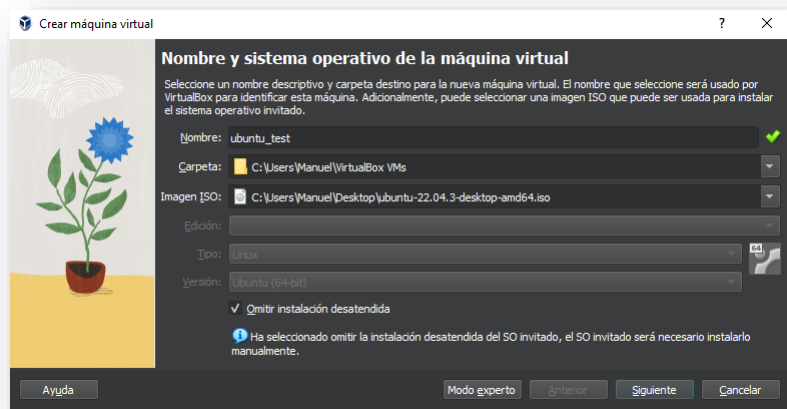 Crear máquina virtual
?
Nombre y sistema operativo de la máquina virtual
Seleccione un nombre descriptivo y carpeta destino para la nueva máquina virtual. El nombre que seleccione será usado por
VirtualBox para identificar esta máquina. Adicionalmente, puede seleccionar una imagen ISO que puede ser usada para instalar
el sistema operativo invitado.
Nombre: ubuntu_test
Carpeta: C:\Users\Manuel\VirtualBox VMs
Imagen ISO: C:\Users\Manuel\Desktop\ubuntu-22.04.3-desktop-amd64.iso
Edición:
Tipo: Linux
64
Versión: Ubuntu (64-bit)
Omitir instalación desatendida
Ha seleccionado omitir la instalación desatendida del SO invitado, el SO invitado será necesario instalarlo
manualmente.
Ayuda Modo experto Anterior Siguiente Cancelar